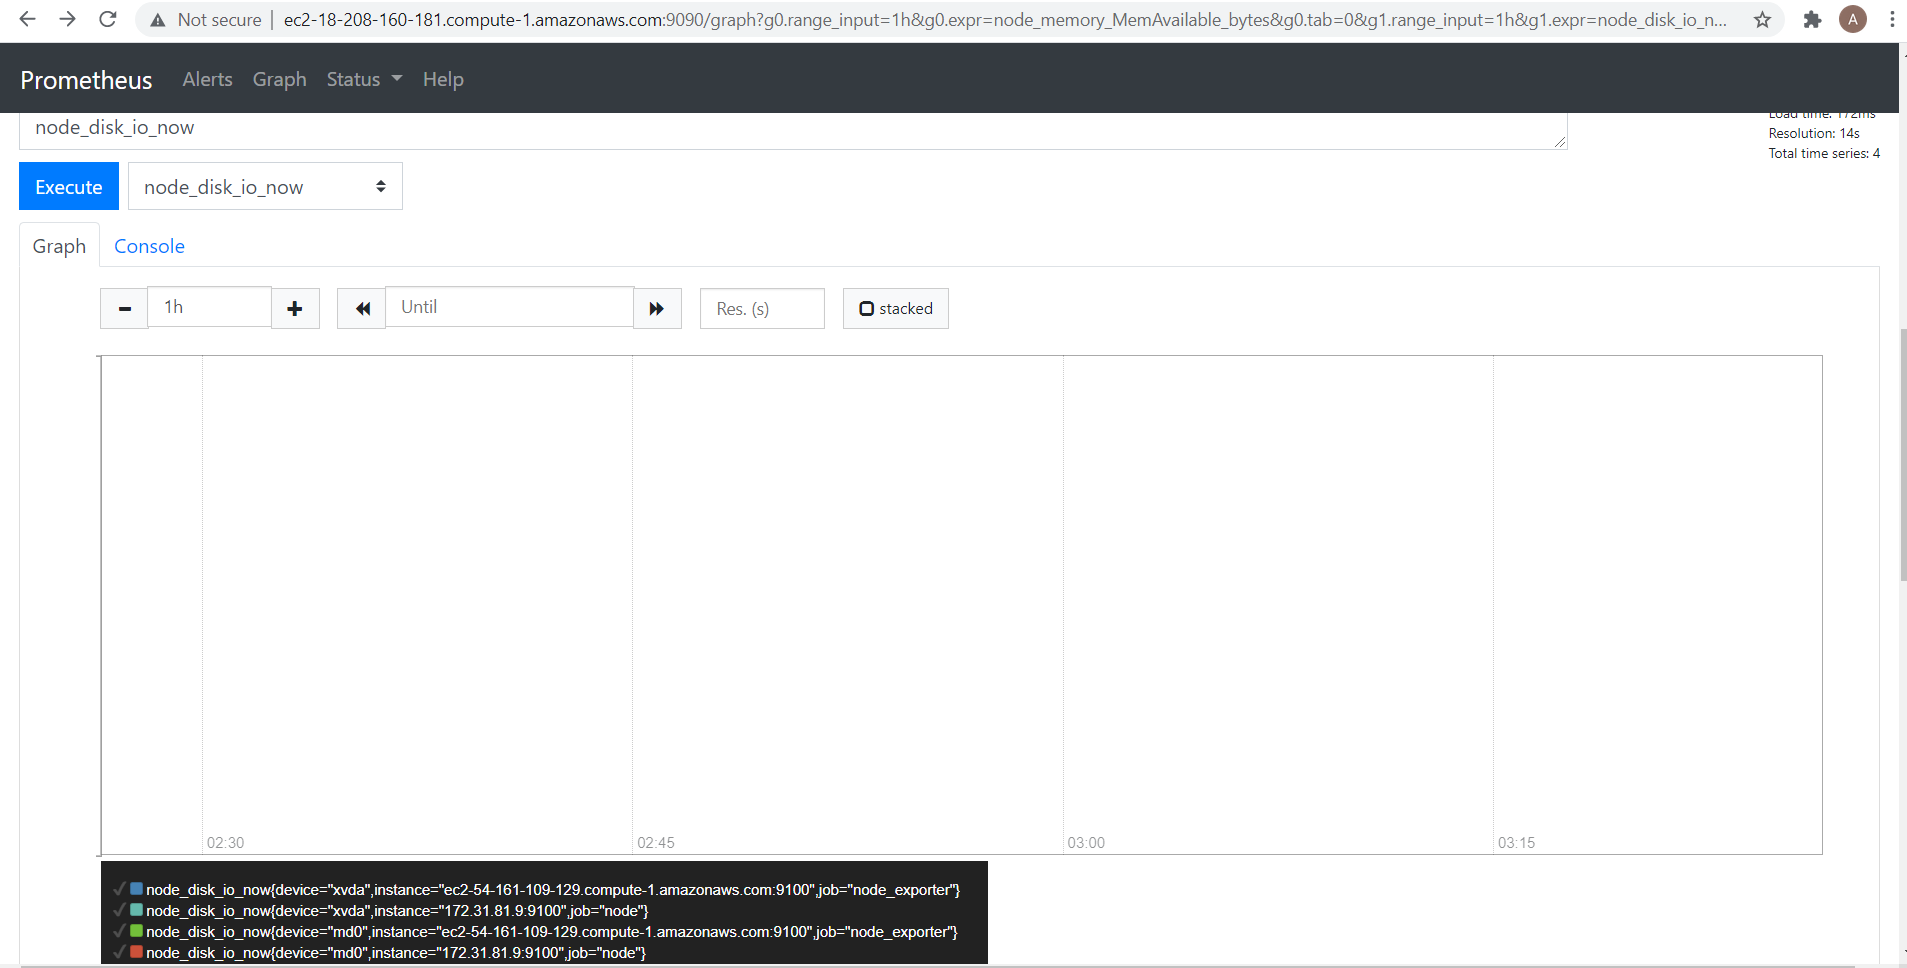 Not secure | ec2-18-208-160-181.compute-1.amazonaws.com:9090/graph?g0.range_input=1h&g0.expr=node_memory_MemAvailable_bytes&g0.tab=0&g1.range_input=1h&g1.expr=node_disk_io_n... A
Prometheus Alerts Graph Status Help
node_disk_io_now
Load time: 172ms
Resolution: 14s
Total time series: 4
Execute node_disk_io_now
Graph Console
1h Until Res. (s) stacked
02:30 02:45 03:00 03:15
node_disk_io_now{device="xvda",instance="ec2-54-161-109-129.compute-1.amazonaws.com:9100",job="node_exporter"}
node_disk_io_now{device="xvda",instance="172.31.81.9:9100",job="node"}
node_disk_io_now{device="md0",instance="ec2-54-161-109-129.compute-1.amazonaws.com:9100",job="node_exporter"}
node_disk_io_now{device="md0",instance="172.31.81.9:9100",job="node"}